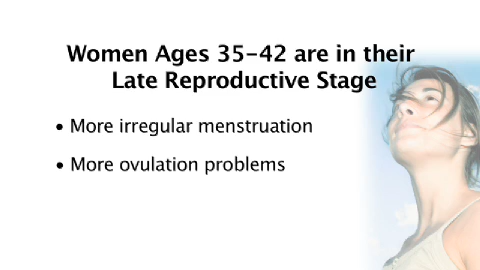 Women Ages 35-42 are in their
Late Reproductive Stage
• More irregular menstruation
• More ovulation problems